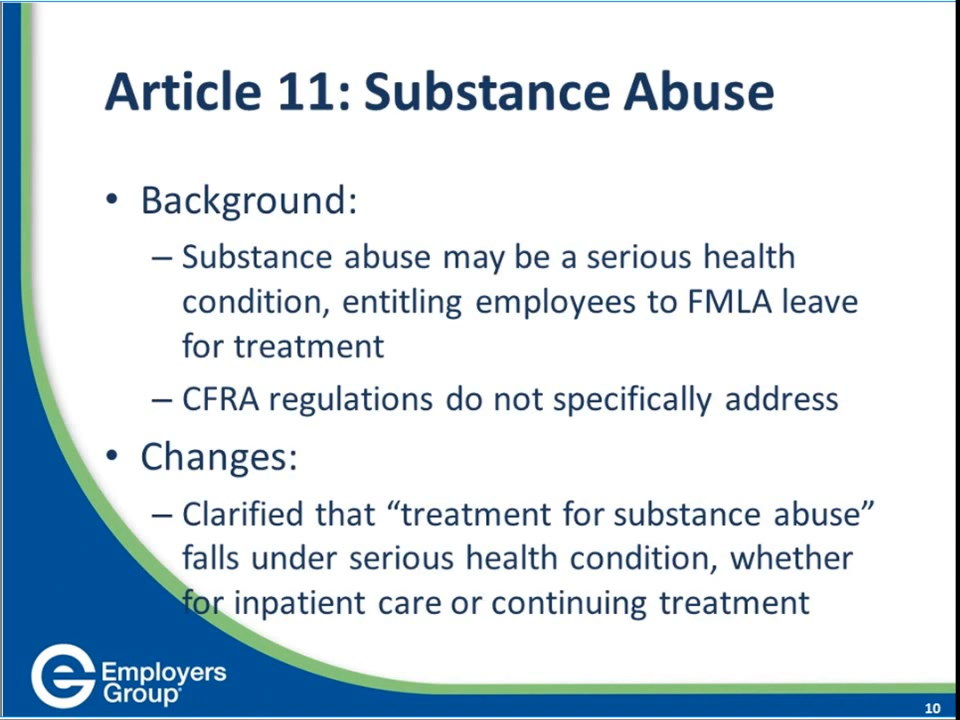 Article 11: Substance Abuse
• Background:
– Substance abuse may be a serious health
condition, entitling employees to FMLA leave
for treatment
– CFRA regulations do not specifically address
• Changes:
– Clarified that “treatment for substance abuse”
falls under serious health condition, whether
for inpatient care or continuing treatment
Employers
Group
10